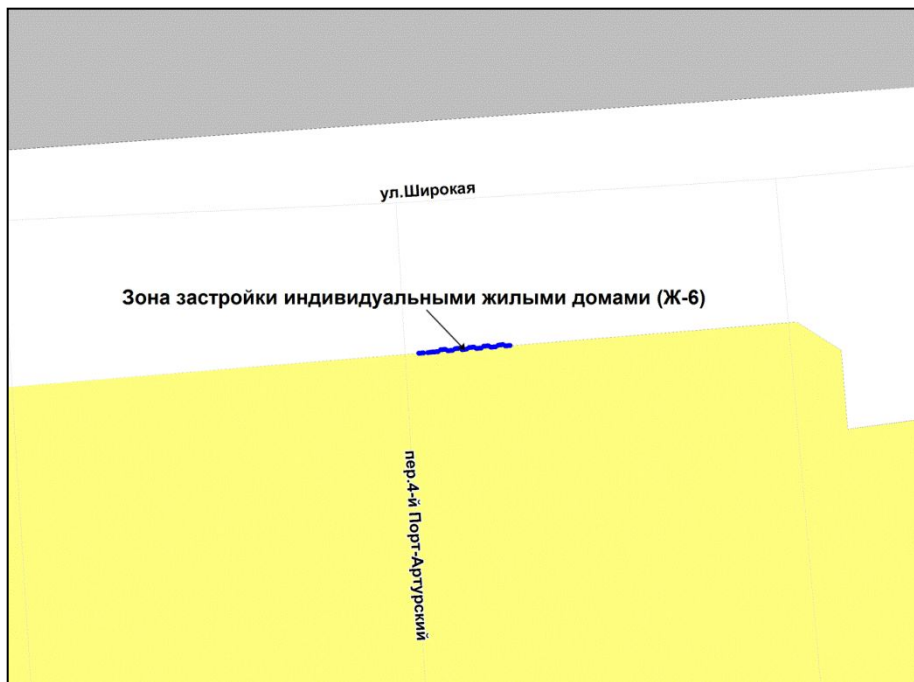 ул.Широкая
Зона застройки индивидуальными жилыми домами (Ж-6)
пер.4-й Порт-Артурский